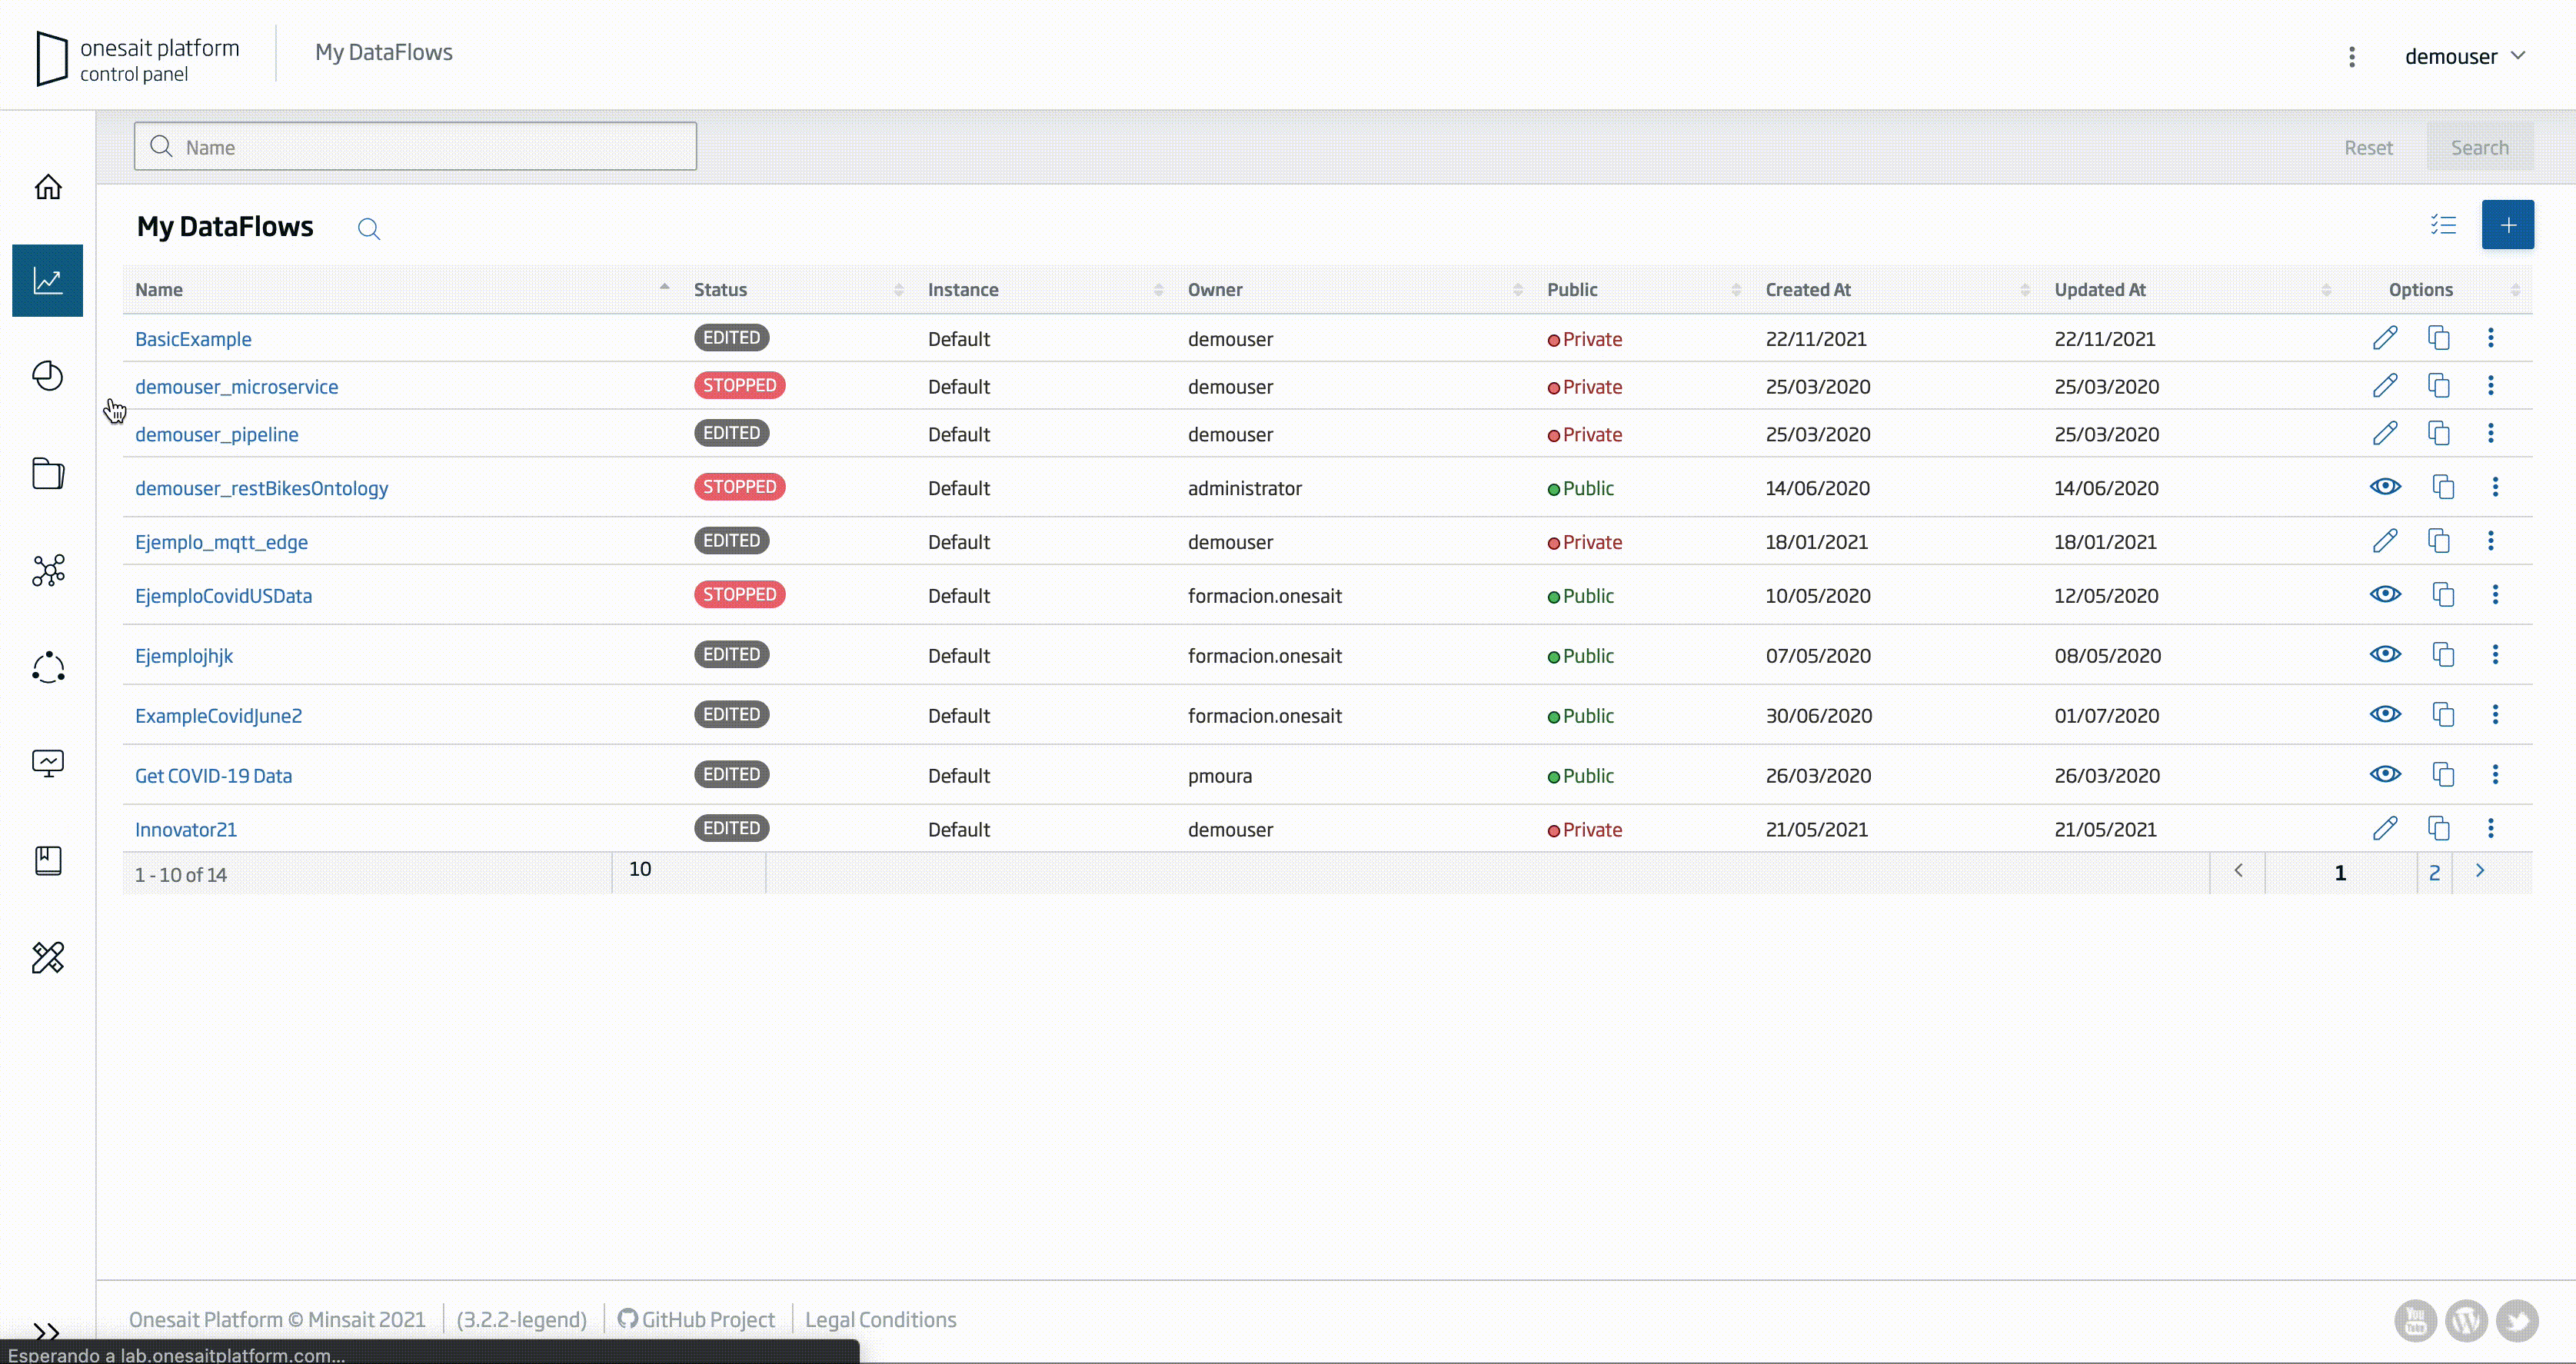 onesait platform
control panel
My DataFlows
demouser
Name
Reset
Search
My DataFlows
Name Status Instance Owner Public Created At Updated At Options
BasicExample EDITED Default demouser Private 22/11/2021 22/11/2021
demouser_microservice STOPPED Default demouser Private 25/03/2020 25/03/2020
demouser_pipeline EDITED Default demouser Private 25/03/2020 25/03/2020
demouser_restBikesOntology STOPPED Default administrator Public 14/06/2020 14/06/2020
Ejemplo_mqtt_edge EDITED Default demouser Private 18/01/2021 18/01/2021
EjemploCovidUSData STOPPED Default formacion.onesait Public 10/05/2020 12/05/2020
Ejemplojhjk EDITED Default formacion.onesait Public 07/05/2020 08/05/2020
ExampleCovidJune2 EDITED Default formacion.onesait Public 30/06/2020 01/07/2020
Get COVID-19 Data EDITED Default pmoura Public 26/03/2020 26/03/2020
Innovator21 EDITED Default demouser Private 21/05/2021 21/05/2021
1 - 10 of 14 10 1 2
Onesait Platform © Minsait 2021 (3.2.2-legend) GitHub Project Legal Conditions
You Tube
Esperando a lab.onesaitplatform.com...